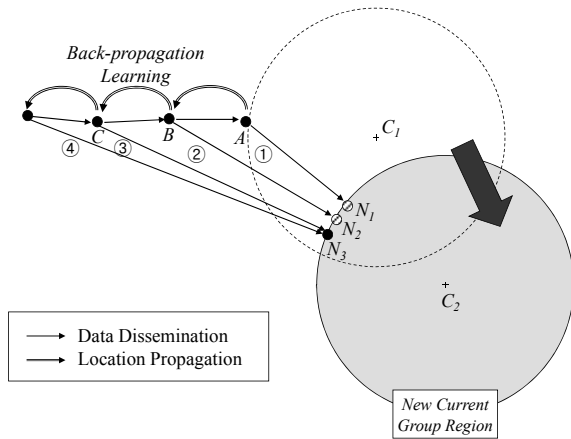 Back-propagation
Learning
C
B
A
④
③
②
①
C1
N1
N2
N3
C2
Data Dissemination
Location Propagation
New Current
Group Region